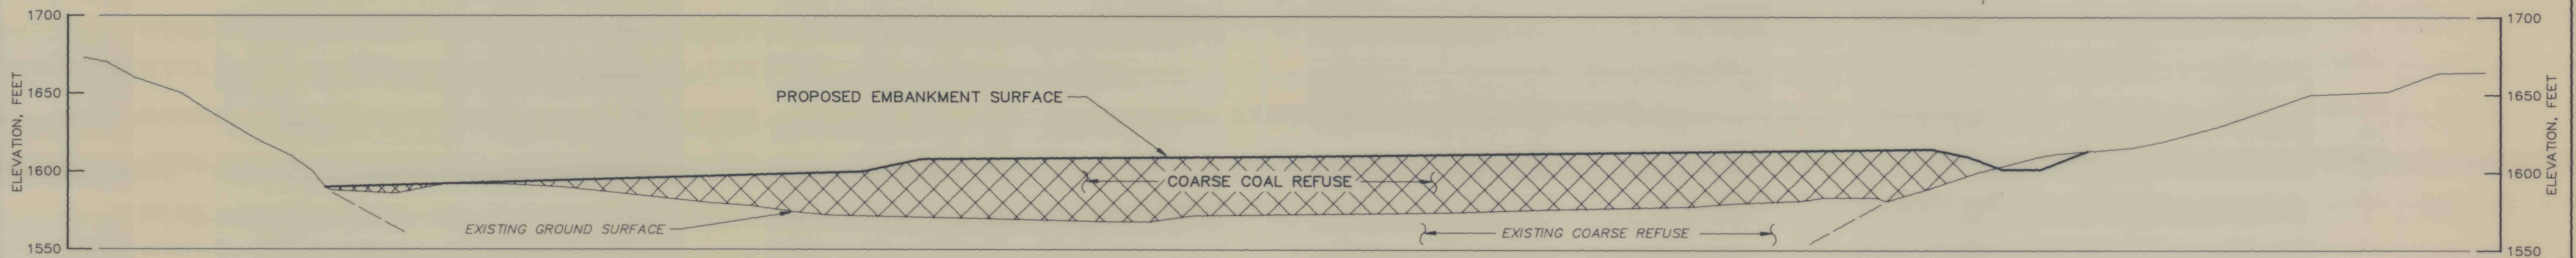 1700
1700
ELEVATION, FEET
1650
PROPOSED EMBANKMENT SURFACE
1650
ELEVATION, FEET
1600
COARSE COAL REFUSE
1600
EXISTING GROUND SURFACE
EXISTING COARSE REFUSE
1550
1550